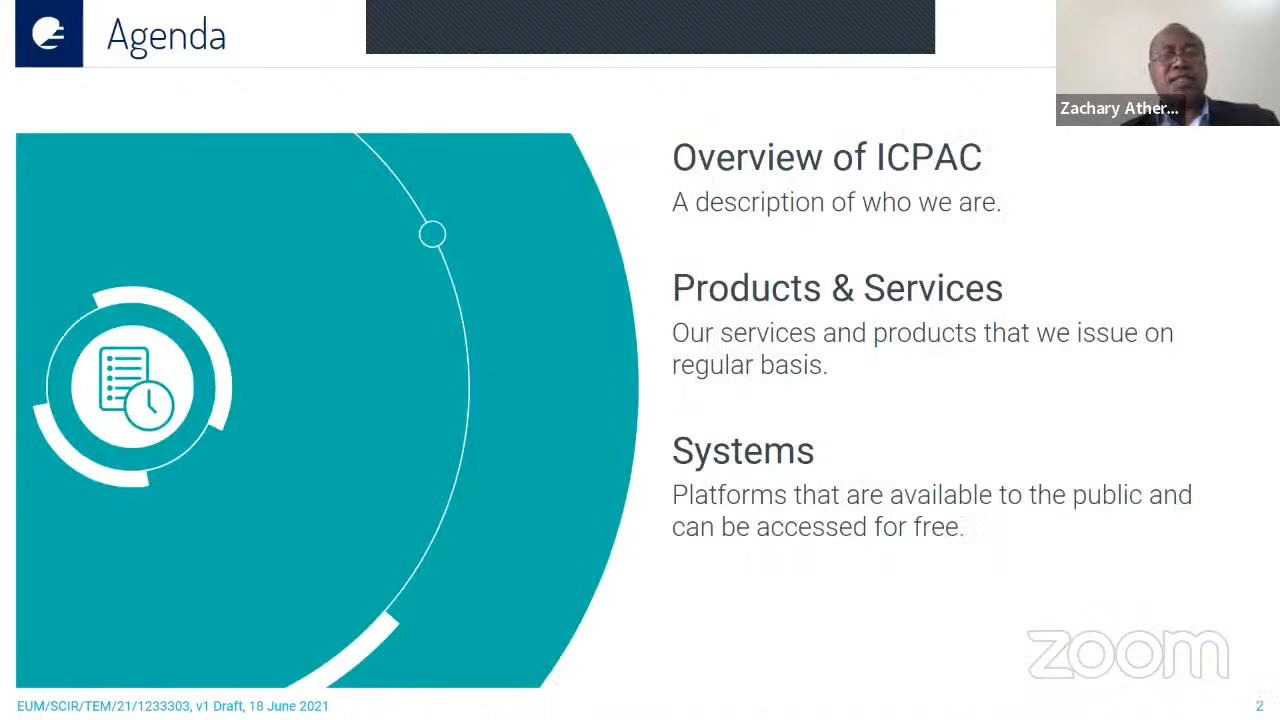 Agenda
Zachary Ather...
Overview of ICPAC
A description of who we are.
Products & Services
Our services and products that we issue on
regular basis.
Systems
Platforms that are available to the public and
can be accessed for free.
zoom
EUM/SCIR/TEM/21/1233303, v1 Draft, 18 June 2021
2